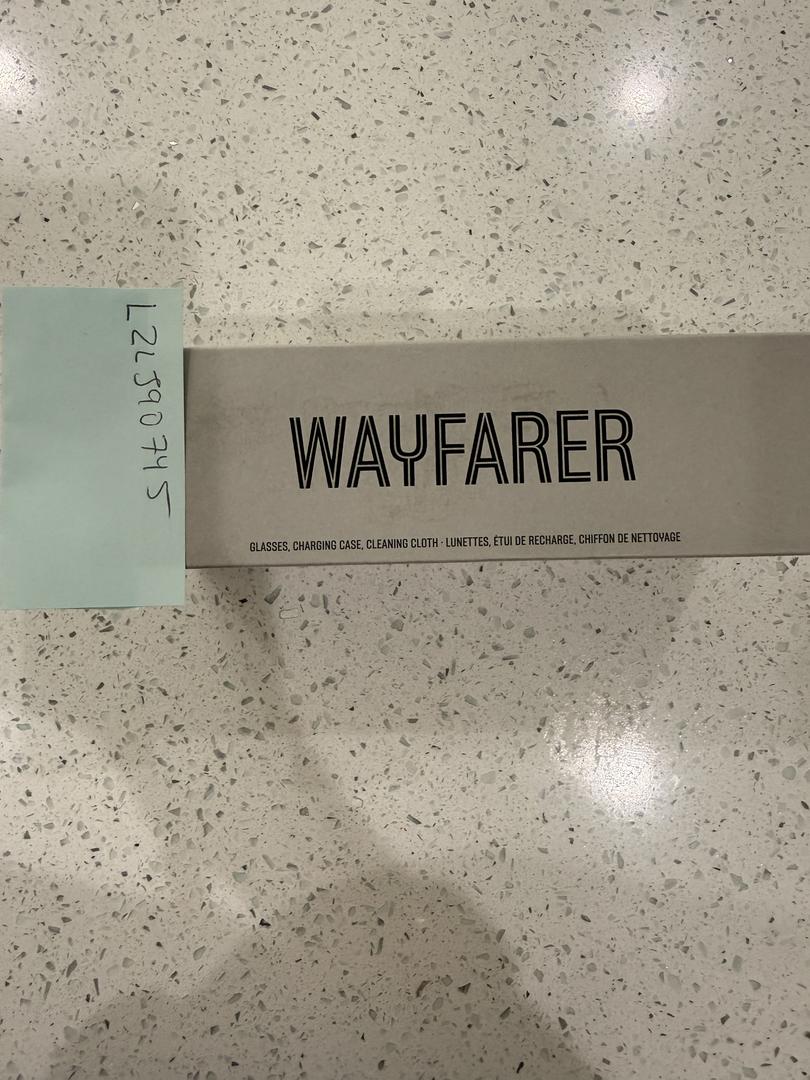 L2L590745
WAYFARER
GLASSES, CHARGING CASE, CLEANING CLOTH · LUNETTES, ÉTUI DE RECHARGE, CHIFFON DE NETTOYAGE